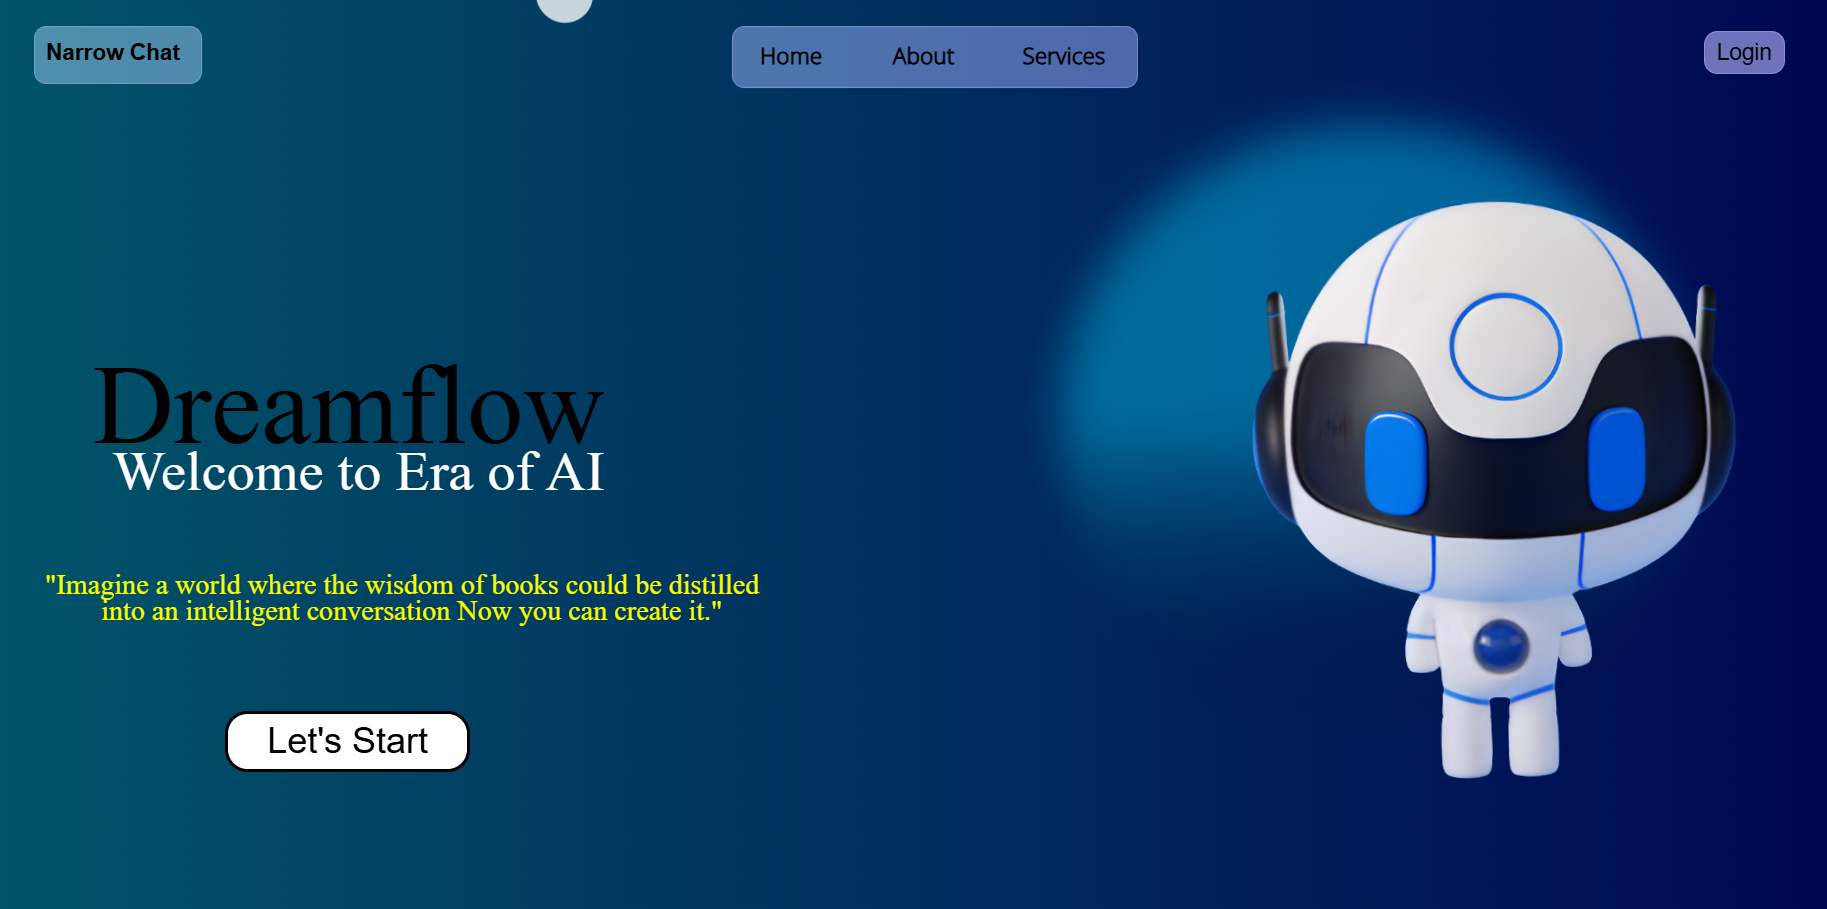 Narrow Chat
Home About Services
Login
Dreamflow
Welcome to Era of AI
"Imagine a world where the wisdom of books could be distilled
into an intelligent conversation Now you can create it."
Let's Start